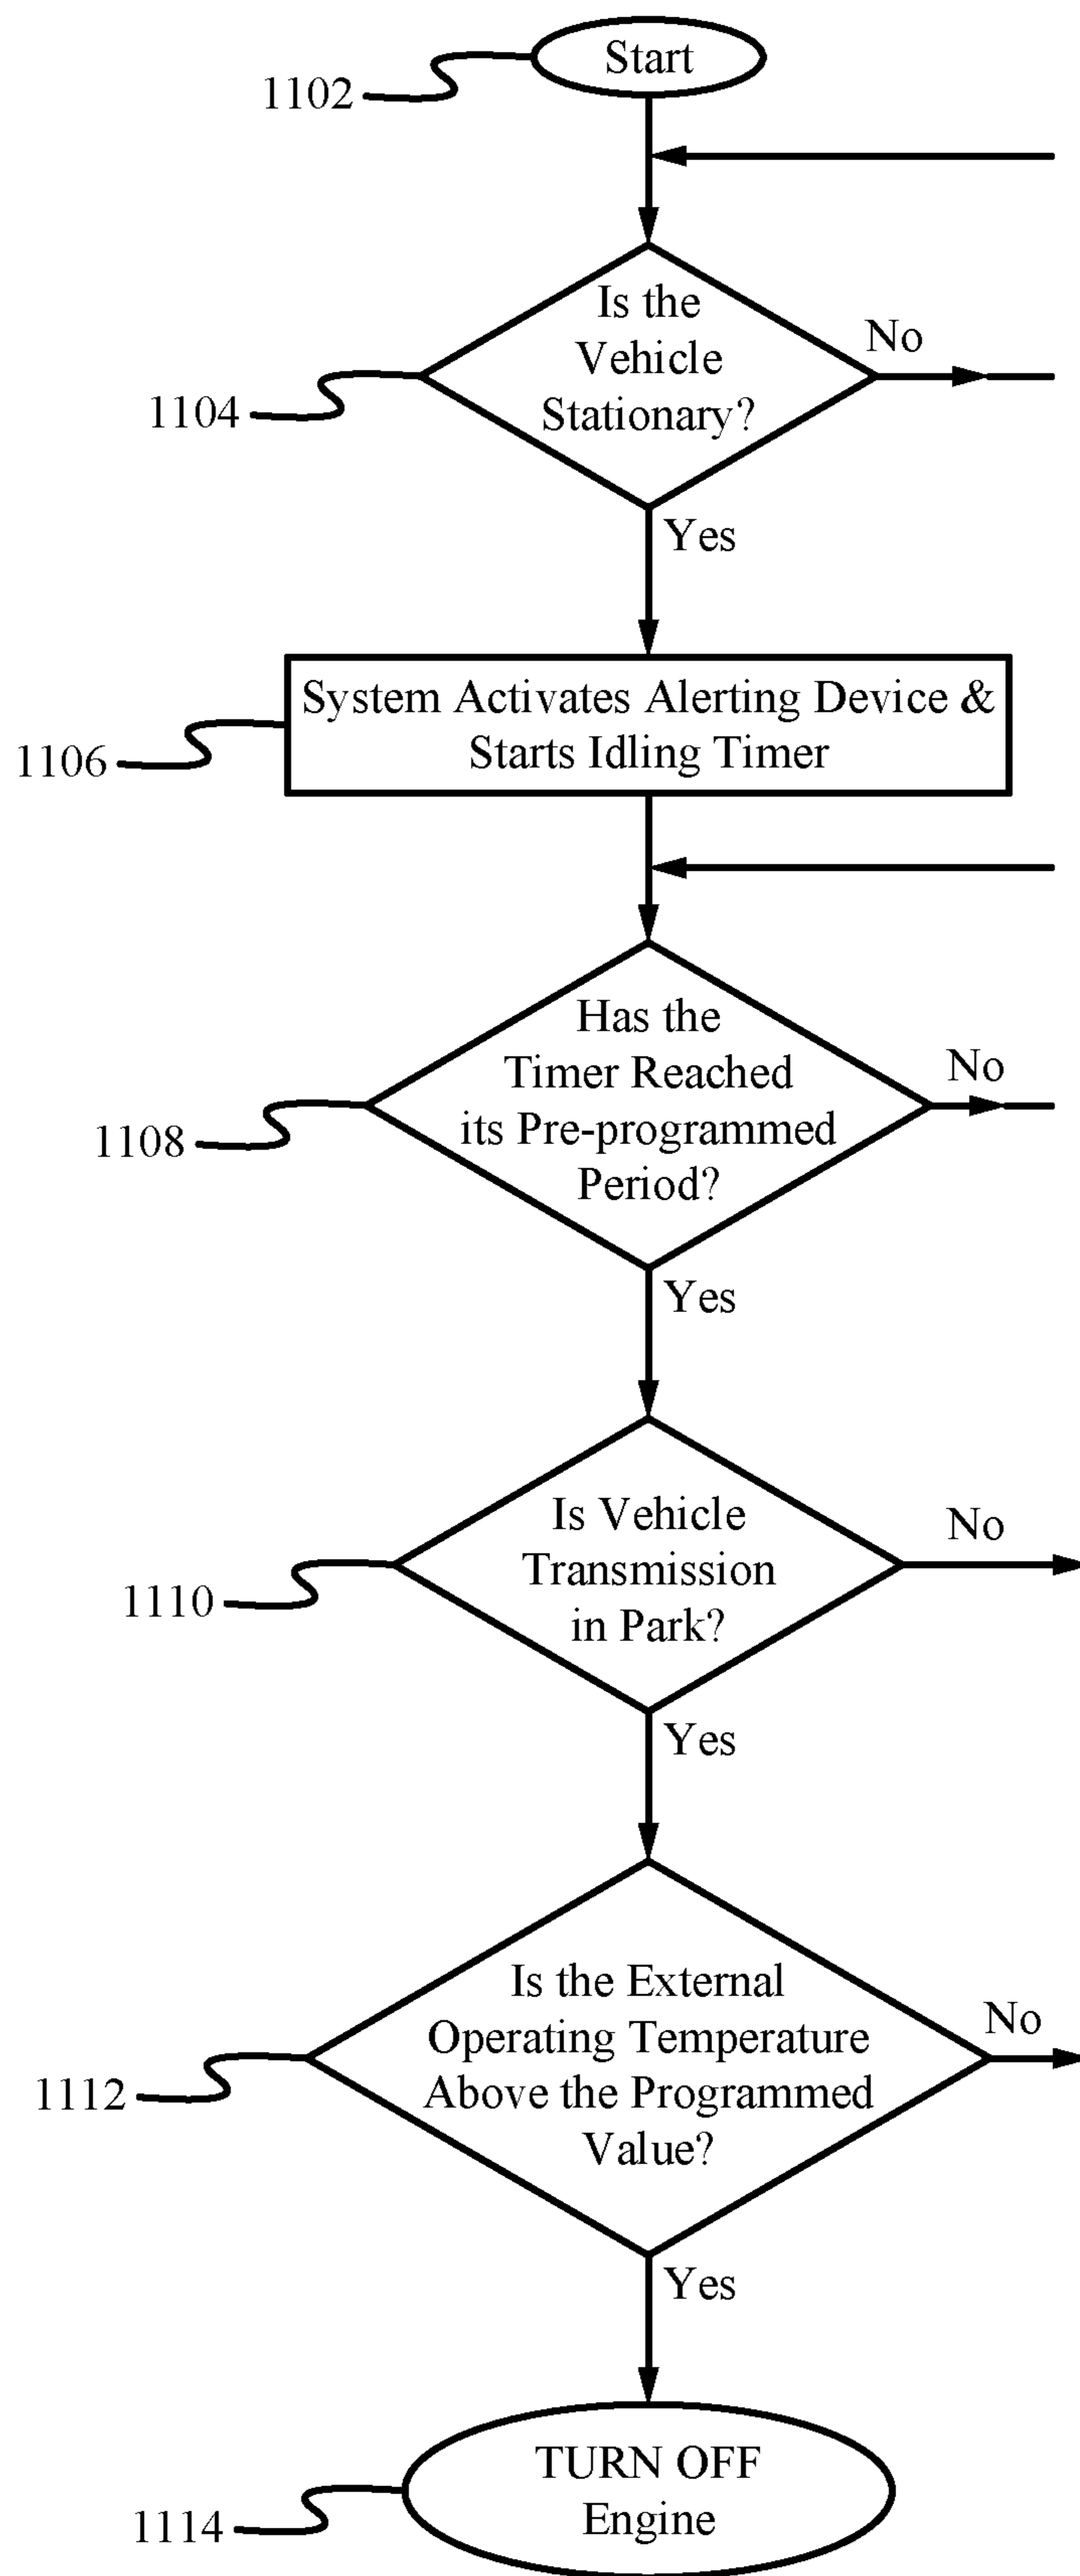 Start
1102
Is the
Vehicle
Stationary?
No
1104
Yes
System Activates Alerting Device &
Starts Idling Timer
1106
Has the
Timer Reached
its Pre-programmed
Period?
No
1108
Yes
Is Vehicle
Transmission
in Park?
No
1110
Yes
Is the External
Operating Temperature
Above the Programmed
Value?
No
1112
Yes
TURN OFF
Engine
1114